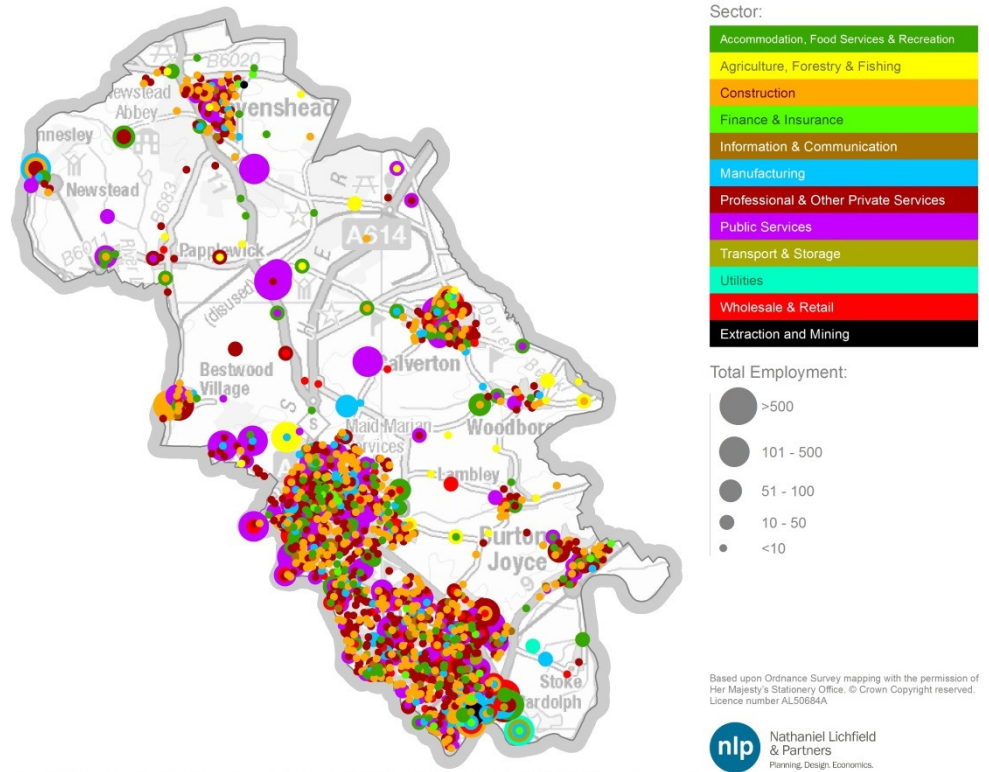 Sector:
Accommodation, Food Services & Recreation
Agriculture, Forestry & Fishing
Construction
Finance & Insurance
Information & Communication
Manufacturing
Professional & Other Private Services
Public Services
Transport & Storage
Utilities
Wholesale & Retail
Extraction and Mining
Total Employment:
>500
101 - 500
51 - 100
10 - 50
<10
B6020
ewstead
Abbey
venshead
nnesley
Newstead
B683
B6011
A614
Papplewick
(disused)
Bestwood
Village
alverton
Maid Marian
ervices
Woodbor
Lambley
Burton
Joyce
Stoke
ardolph
Based upon Ordnance Survey mapping with the permission of
Her Majesty's Stationery Office. © Crown Copyright reserved.
Licence number AL50684A
nlp
Nathaniel Lichfield
& Partners
Planning. Design. Economics.